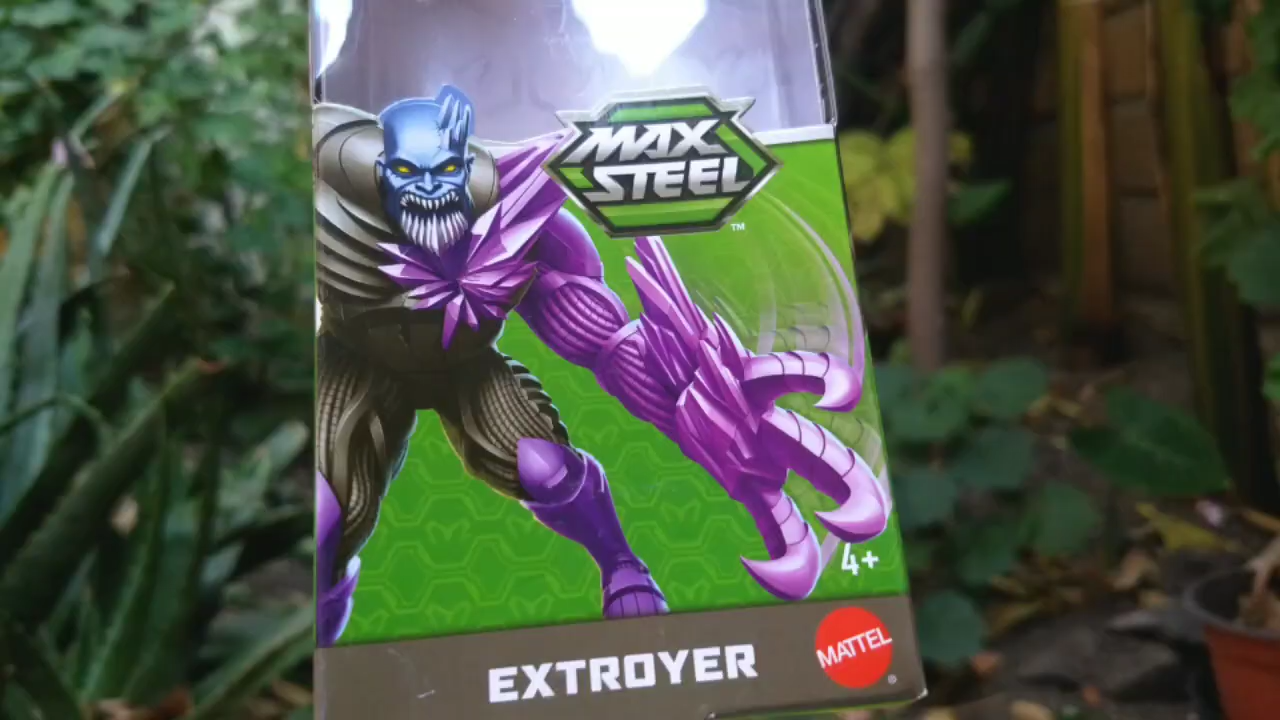 MAX
STEEL
™
4+
EXTROYER
MATTEL
®